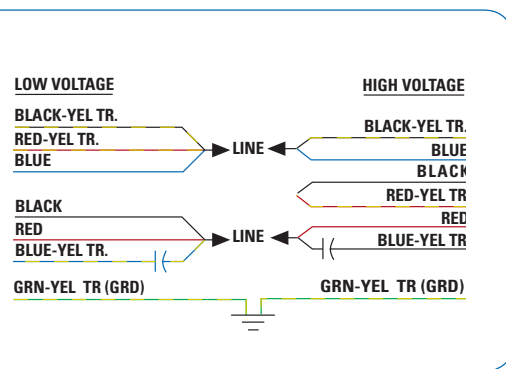 LOW VOLTAGE
BLACK-YEL TR.
RED-YEL TR.
BLUE
BLACK
RED
BLUE-YEL TR.
GRN-YEL TR (GRD)
LINE
LINE
HIGH VOLTAGE
BLACK-YEL TR.
BLUE
BLACK
RED-YEL TR
RED
BLUE-YEL TR
GRN-YEL TR (GRD)